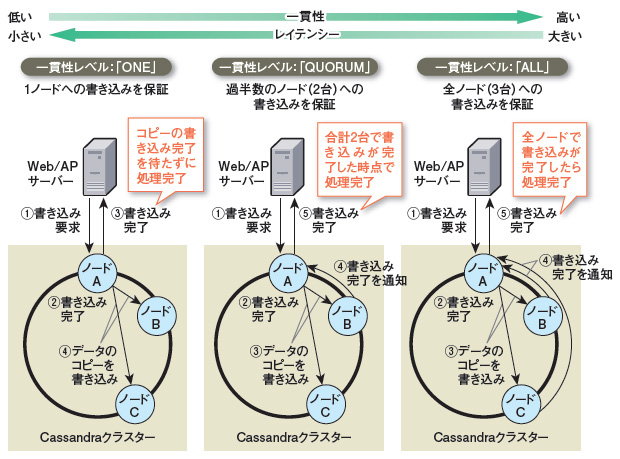 低い
一貫性
高い
小さい
レイテンシー
大きい
一貫性レベル:「ONE」
1ノードへの書き込みを保証
コピーの書
き込み完了
を待たずに
処理完了
Web/AP
サーバー
①書き込み
要求
③書き込み
完了
ノード
A
②書き込み
完了
ノード
B
④データの
コピーを
書き込み
ノード
C
Cassandraクラスター
一貫性レベル:「QUORUM」
過半数のノード(2台)への
書き込みを保証
合計2台で書
き込みが完
了した時点で
処理完了
Web/AP
サーバー
①書き込み
要求
⑤書き込み
完了
ノード
A
④書き込み
完了を通知
②書き込み
完了
ノード
B
③データの
コピーを
書き込み
ノード
C
Cassandraクラスター
一貫性レベル:「ALL」
全ノード(3台)への
書き込みを保証
全ノードで
書き込みが
完了したら
処理完了
Web/AP
サーバー
①書き込み
要求
⑤書き込み
完了
ノード
A
④書き込み
完了を通知
②書き込み
完了
ノード
B
③データの
コピーを
書き込み
ノード
C
Cassandraクラスター